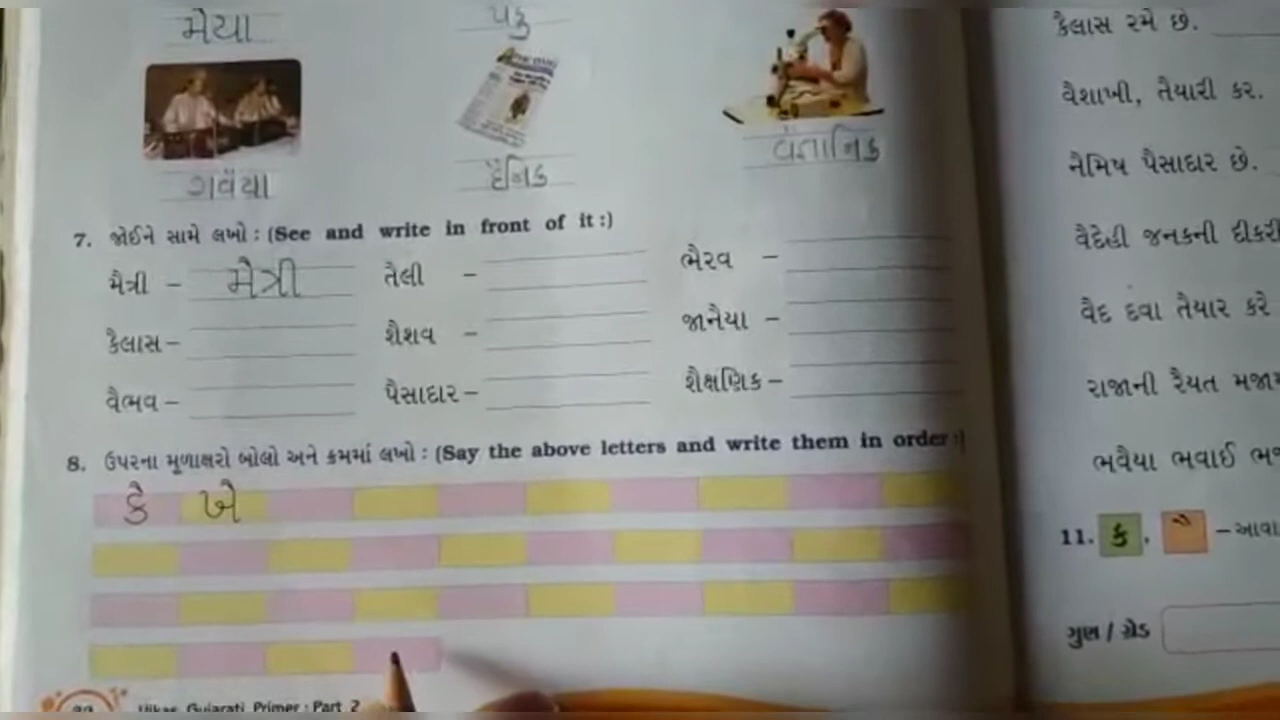 મૈયા
ગવૈયા દૈનિક
7. જોઈને સામે લખો : (See and write in front of it :)
મૈત્રી – મૈત્રી તૈલી – ભૈરવ –
કૈલાસ – શૈશવ – જાનૈયા –
વૈભવ – પૈસાદાર – શૈક્ષણિક –
8. ઉપરના મૂળાક્ષરો બોલો અને ક્રમમાં લખો : (Say the above letters and write them in order :)
કૈ ખૈ
Vikas Gujarati Primer : Part 2
કૈલાસ રમે છે.
વૈશાખી, તૈયારી કર.
નૈમિષ પૈસાદાર છે.
વૈદેહી જનકની દીકરી
વૈદ દવા તૈયાર કરે
રાજાની રૈયત
ભવૈયા ભવાઈ
11. ક, ૈ –
ગુણ / ગ્રેડ